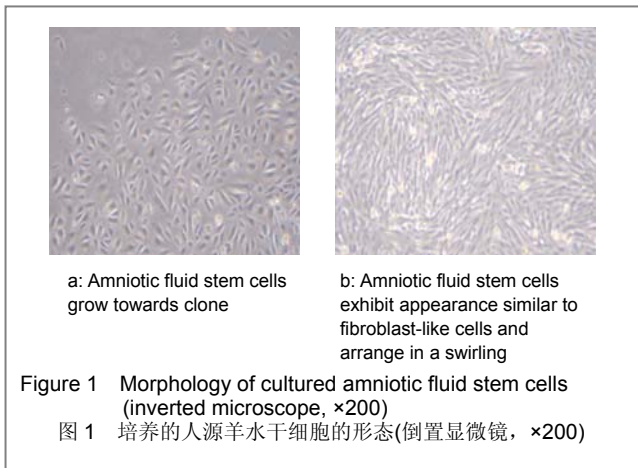 a: Amniotic fluid stem cells
grow towards clone
b: Amniotic fluid stem cells
exhibit appearance similar to
fibroblast-like cells and
arrange in a swirling
Figure 1 Morphology of cultured amniotic fluid stem cells
(inverted microscope, ×200)
图 1 培养的人源羊水干细胞的形态(倒置显微镜，×200)